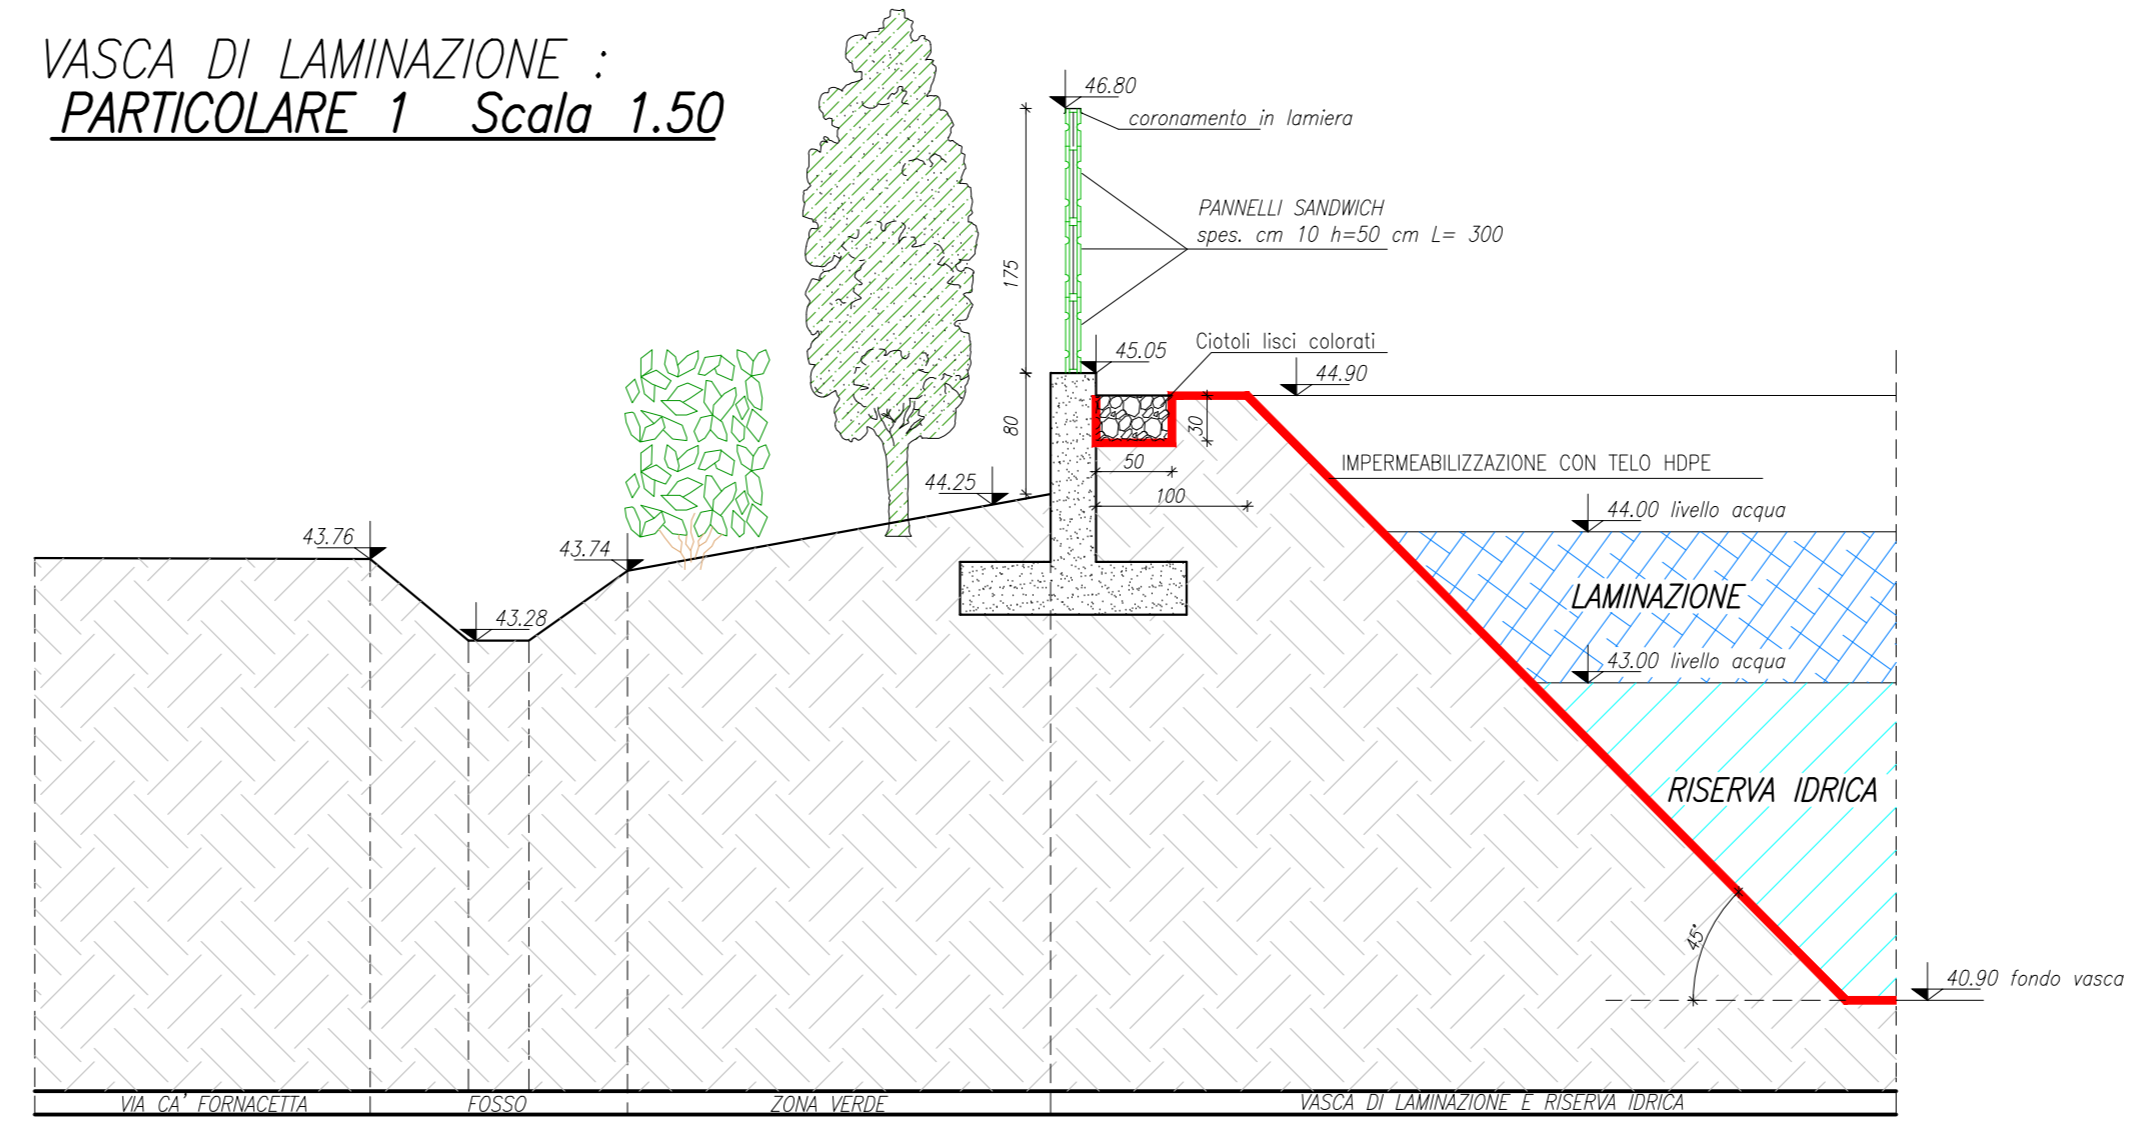 VASCA DI LAMINAZIONE :
PARTICOLARE 1 Scala 1.50
46.80
coronamento in lamiera
PANNELLI SANDWICH
spes. cm 10 h=50 cm L= 300
175
45.05
Ciotoli lisci colorati
44.90
80
30
50
100
IMPERMEABILIZZAZIONE CON TELO HDPE
44.25
44.00 livello acqua
43.76
43.74
43.28
LAMINAZIONE
43.00 livello acqua
RISERVA IDRICA
45°
40.90 fondo vasca
VIA CA' FORNACETTA
FOSSO
ZONA VERDE
VASCA DI LAMINAZIONE E RISERVA IDRICA